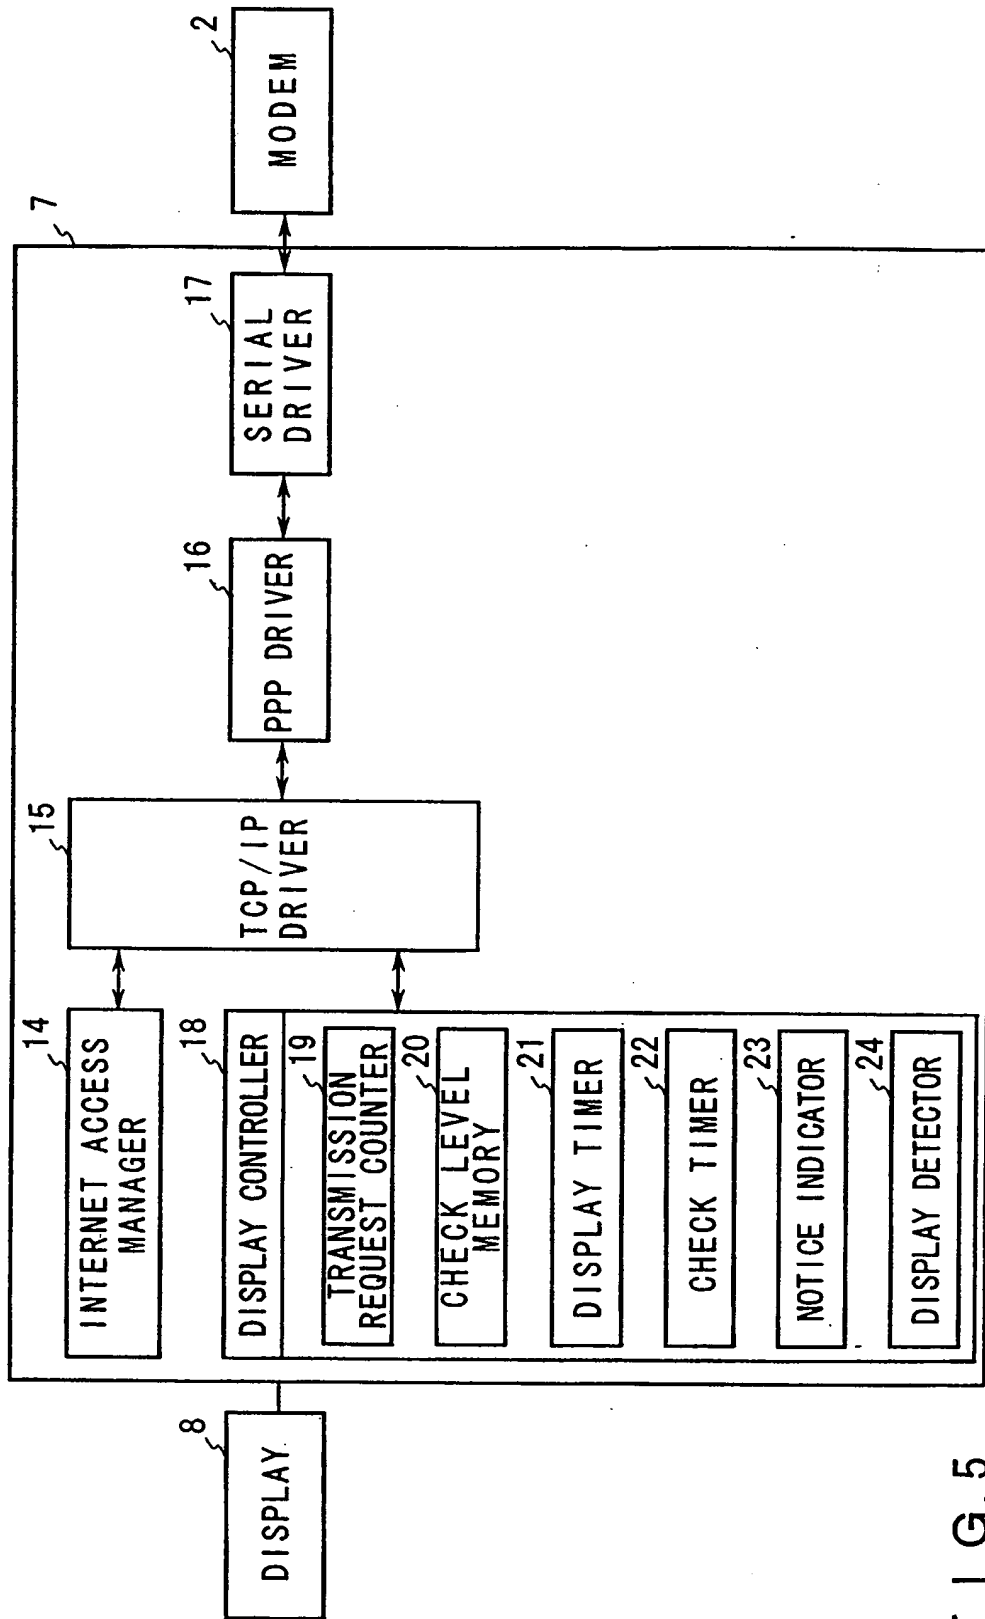 8
DISPLAY
7
14
INTERNET ACCESS
MANAGER
15
TCP/IP
DRIVER
16
PPP DRIVER
17
SERIAL
DRIVER
2
MODEM
18
DISPLAY CONTROLLER
19
TRANSMISSION
REQUEST COUNTER
20
CHECK LEVEL
MEMORY
21
DISPLAY TIMER
22
CHECK TIMER
23
NOTICE INDICATOR
24
DISPLAY DETECTOR
IG.5